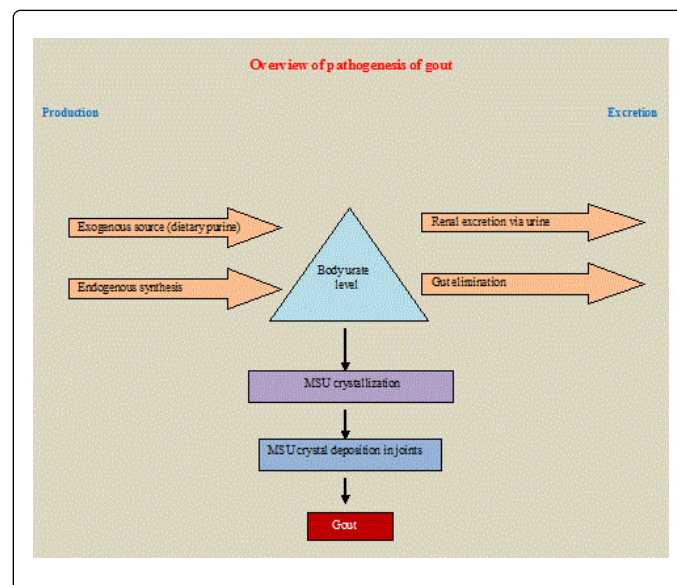 Overview of pathogenesis of gout
Production
Excretion
Exogenous source (dietary purine)
Renal excretion via urine
Body urate
level
Endogenous synthesis
Gut elimination
MSU crystallization
MSU crystal deposition in joints
Gout